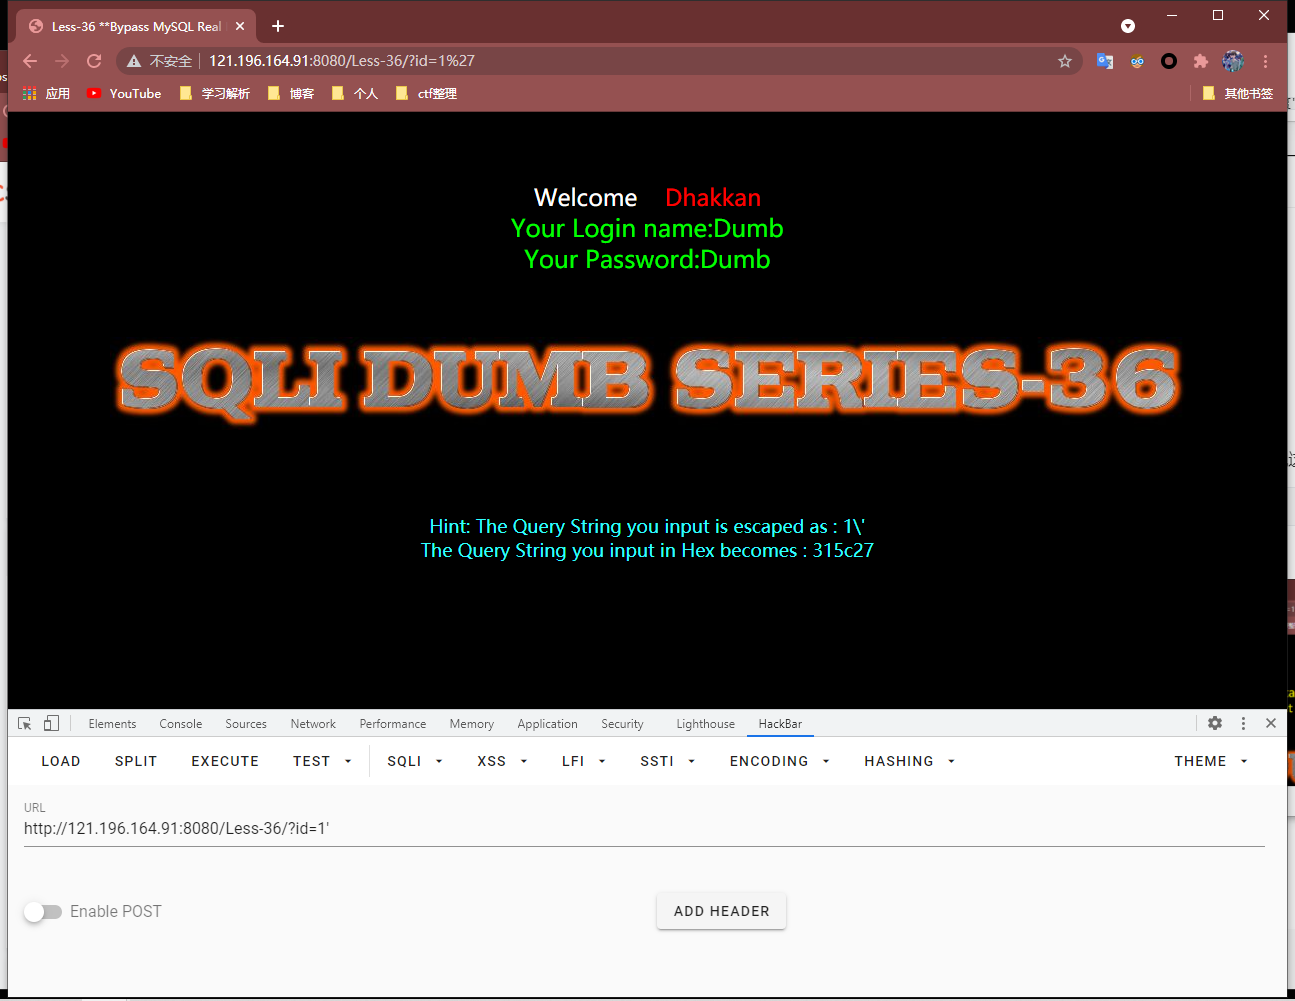 Less-36 **Bypass MySQL Real
不安全 121.196.164.91:8080/Less-36/?id=1%27
应用 YouTube 学习解析 博客 个人 ctf整理 其他书签
Welcome Dhakkan
Your Login name:Dumb
Your Password:Dumb
SQLI DUMB SERIES-36
Hint: The Query String you input is escaped as : 1\'
The Query String you input in Hex becomes : 315c27
Elements Console Sources Network Performance Memory Application Security Lighthouse HackBar
LOAD SPLIT EXECUTE TEST SQLI XSS LFI SSTI ENCODING HASHING THEME
URL
http://121.196.164.91:8080/Less-36/?id=1'
Enable POST ADD HEADER